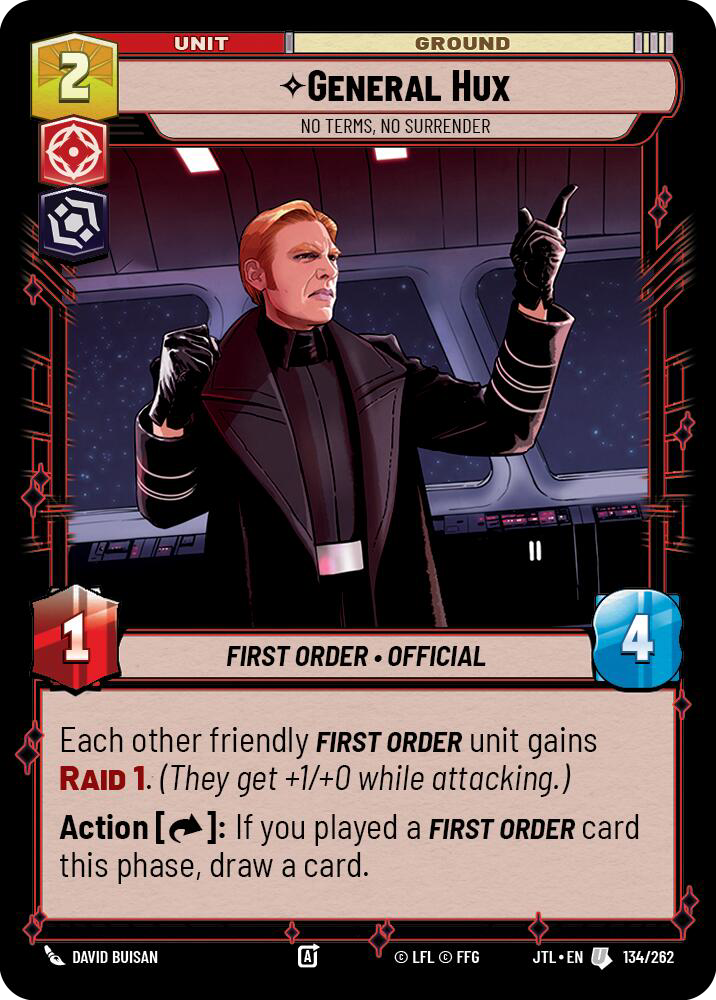 UNIT
GROUND
2
✧GENERAL HUX
NO TERMS, NO SURRENDER
1
4
FIRST ORDER • OFFICIAL
Each other friendly FIRST ORDER unit gains
RAID 1. (They get +1/+0 while attacking.)
Action [⤵]: If you played a FIRST ORDER card
this phase, draw a card.
DAVID BUISAN
A
© LFL © FFG
JTL • EN
U
134/262